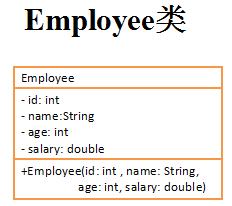 Employee类
Employee
- id: int
- name:String
- age: int
- salary: double
+Employee(id: int , name: String,
age: int, salary: double)